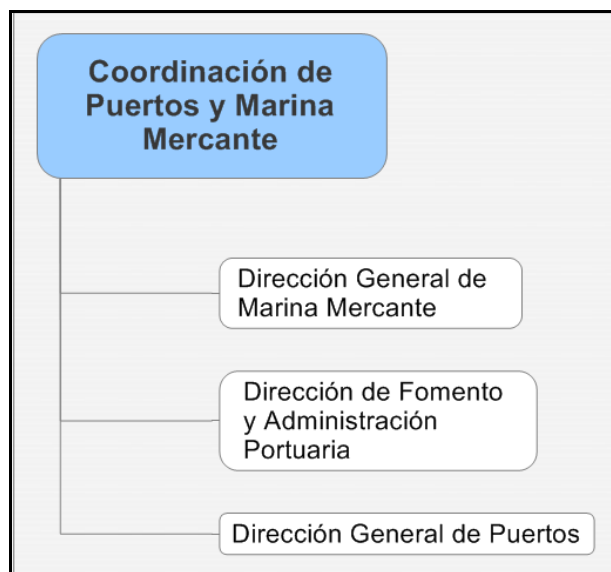 Coordinación de
Puertos y Marina
Mercante
Dirección General de
Marina Mercante
Dirección de Fomento
y Administración
Portuaria
Dirección General de Puertos